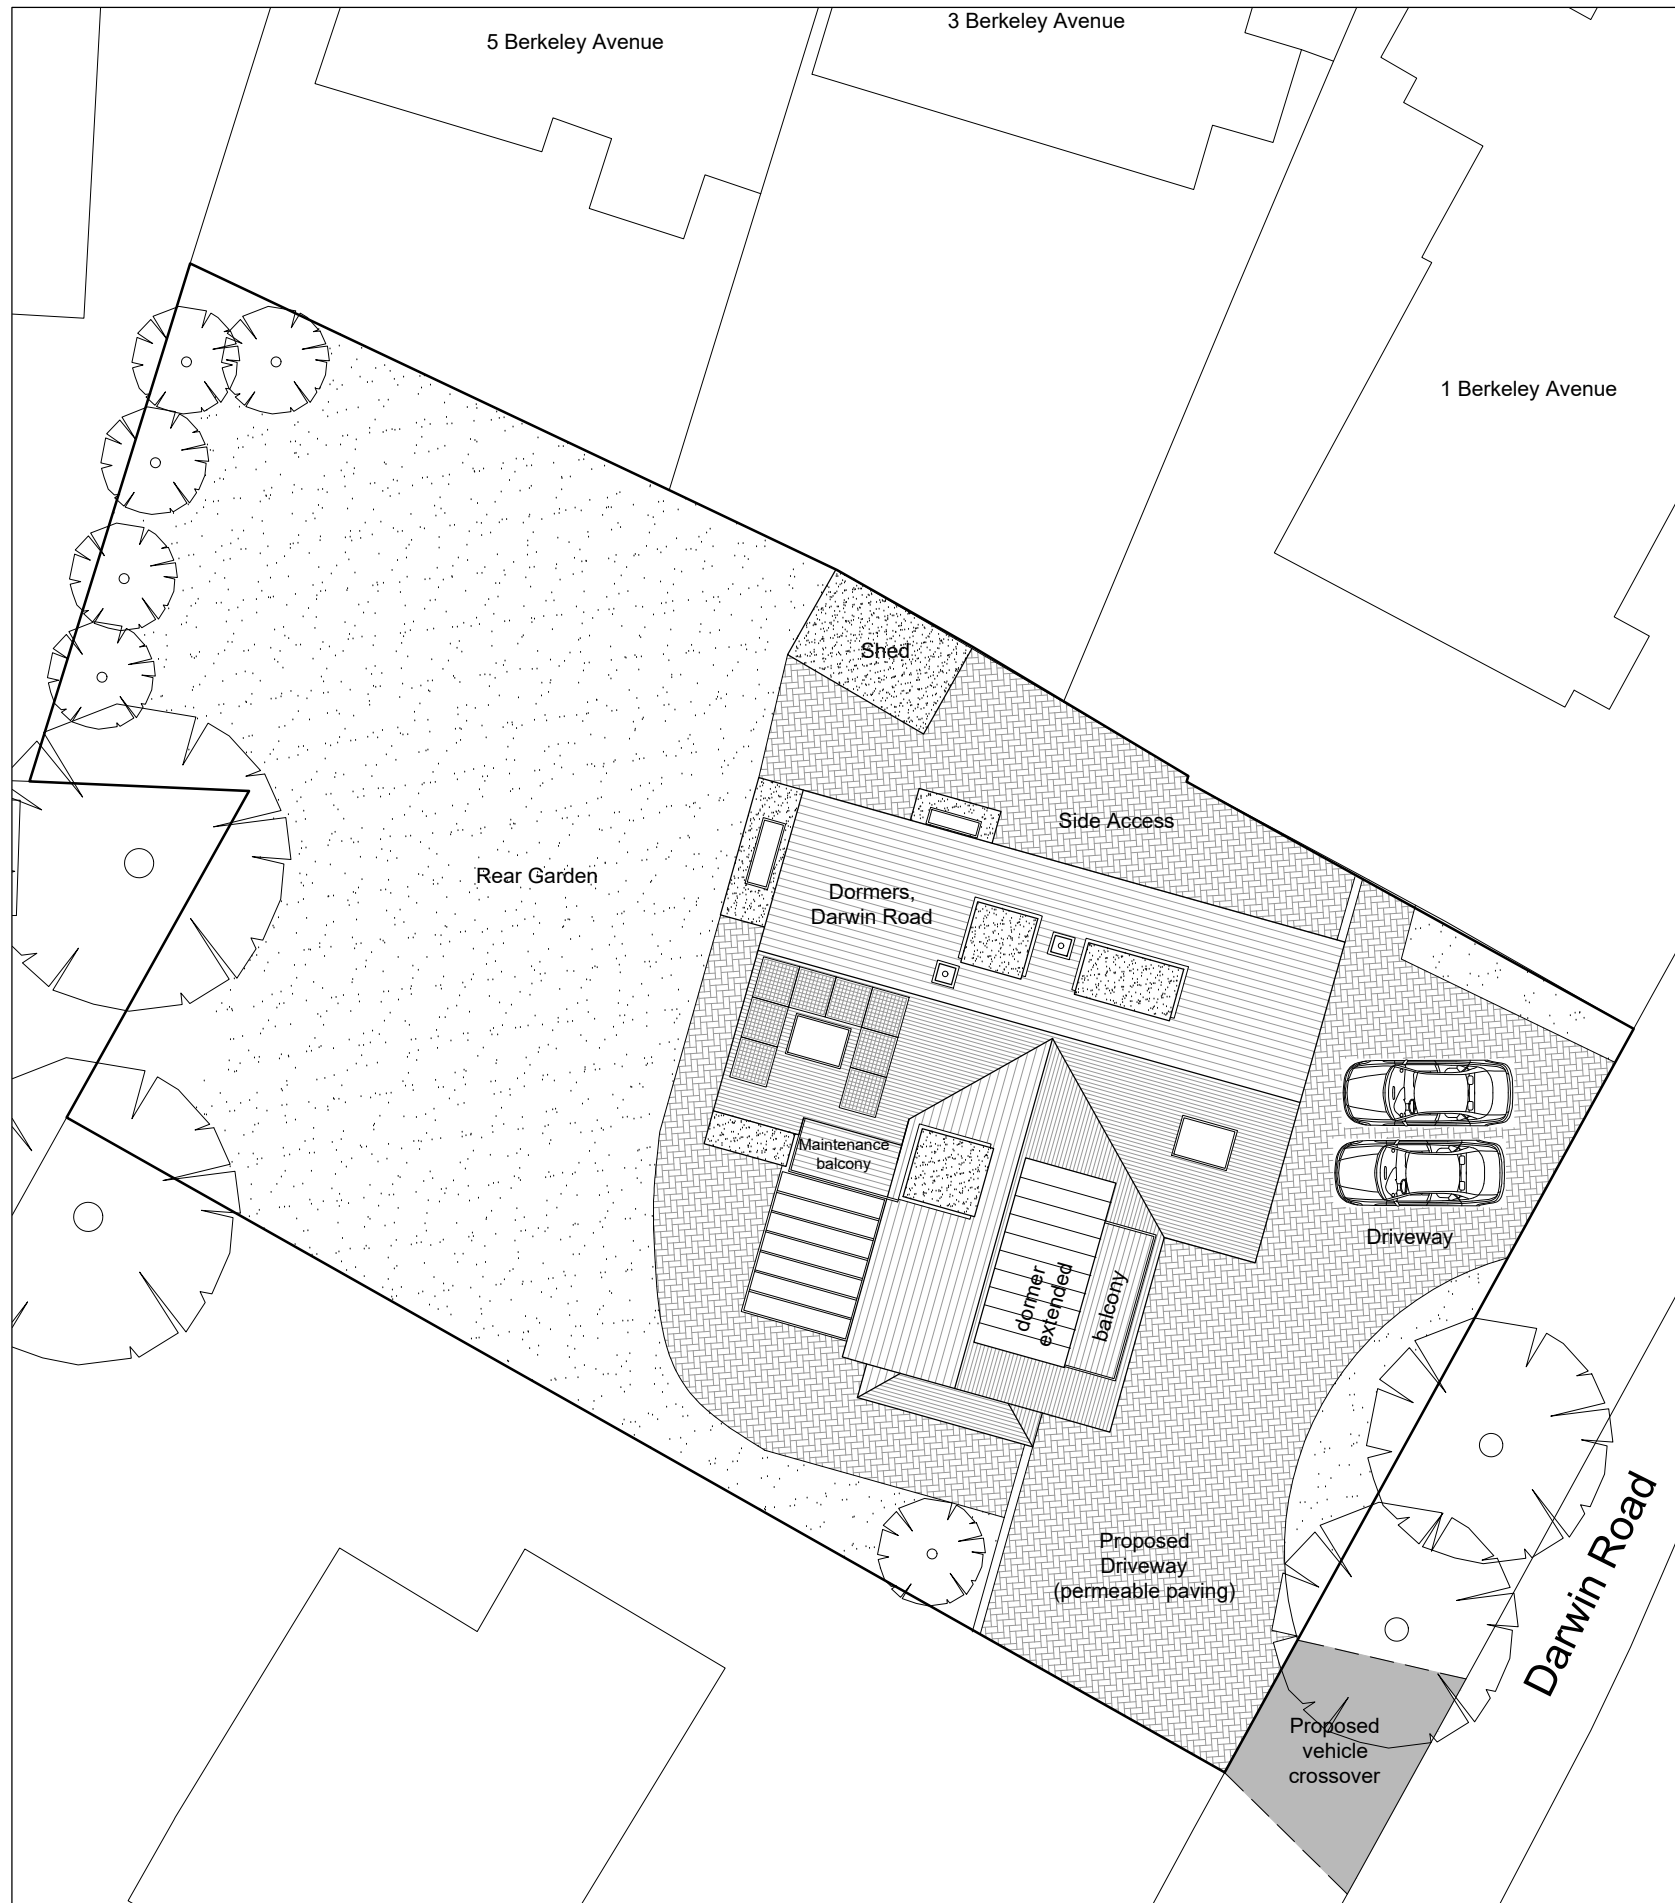 3 Berkeley Avenue
5 Berkeley Avenue
1 Berkeley Avenue
Shed
Side Access
Rear Garden
Dormers,
Darwin Road
Maintenance
balcony
Driveway
dormer
extended
balcony
Proposed
Driveway
(permeable paving)
Darwin Road
Proposed
vehicle
crossover